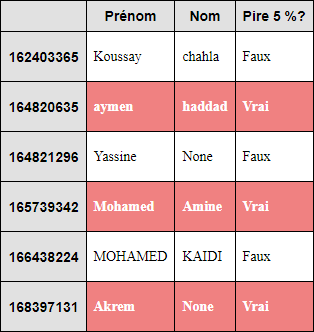 Prénom Nom Pire 5 %?
162403365 Koussay chahla Faux
164820635 aymen haddad Vrai
164821296 Yassine None Faux
165739342 Mohamed Amine Vrai
166438224 MOHAMED KAIDI Faux
168397131 Akrem None Vrai